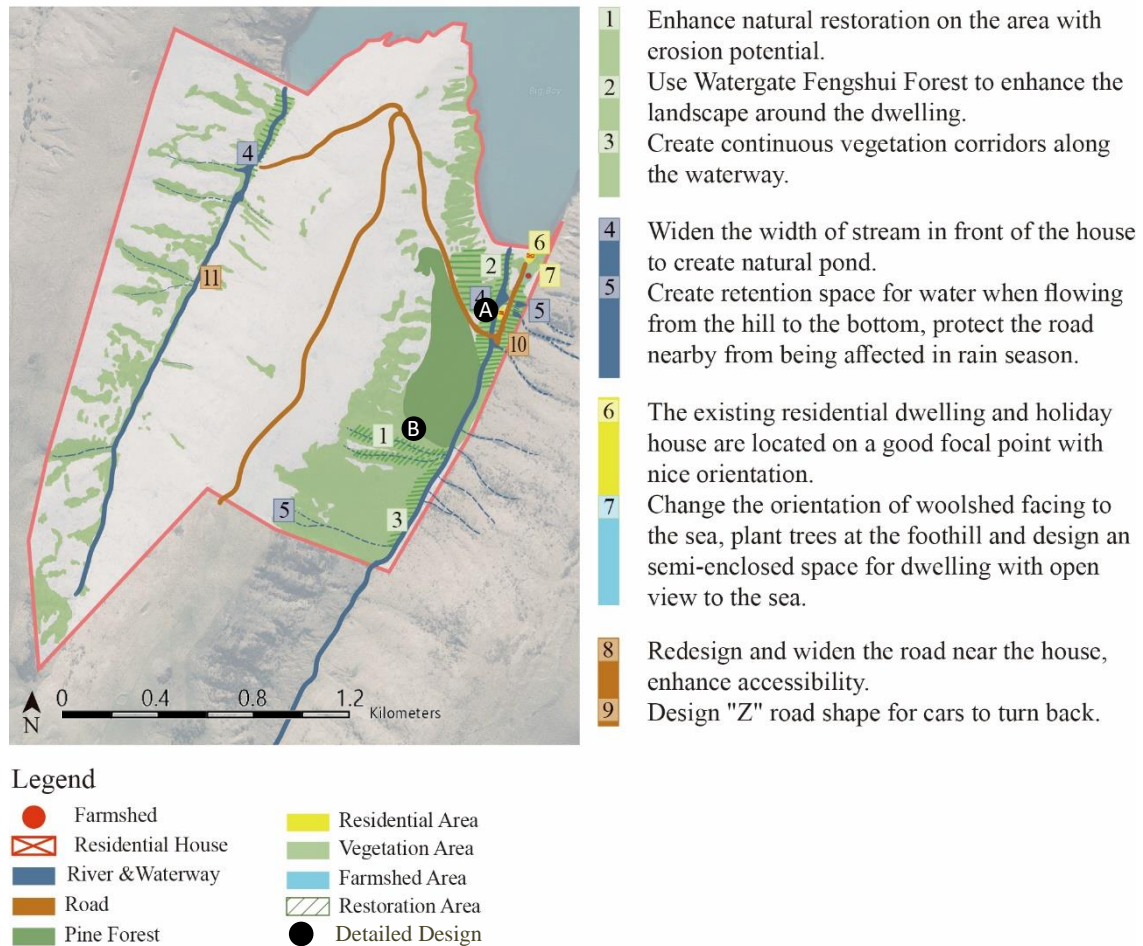 1 Enhance natural restoration on the area with
erosion potential.
2 Use Watergate Fengshui Forest to enhance the
landscape around the dwelling.
3 Create continuous vegetation corridors along
the waterway.
4 Widen the width of stream in front of the house
to create natural pond.
5 Create retention space for water when flowing
from the hill to the bottom, protect the road
nearby from being affected in rain season.
6 The existing residential dwelling and holiday
house are located on a good focal point with
nice orientation.
7 Change the orientation of woolshed facing to
the sea, plant trees at the foothill and design an
semi-enclosed space for dwelling with open
view to the sea.
8 Redesign and widen the road near the house,
enhance accessibility.
9 Design "Z" road shape for cars to turn back.
Big Bay
4
6
2
7
11
4
A
5
10
B
1
5
3
N
0 0.4 0.8 1.2
Kilometers
Legend
Farmshed
Residential House
River &Waterway
Road
Pine Forest
Residential Area
Vegetation Area
Farmshed Area
Restoration Area
Detailed Design